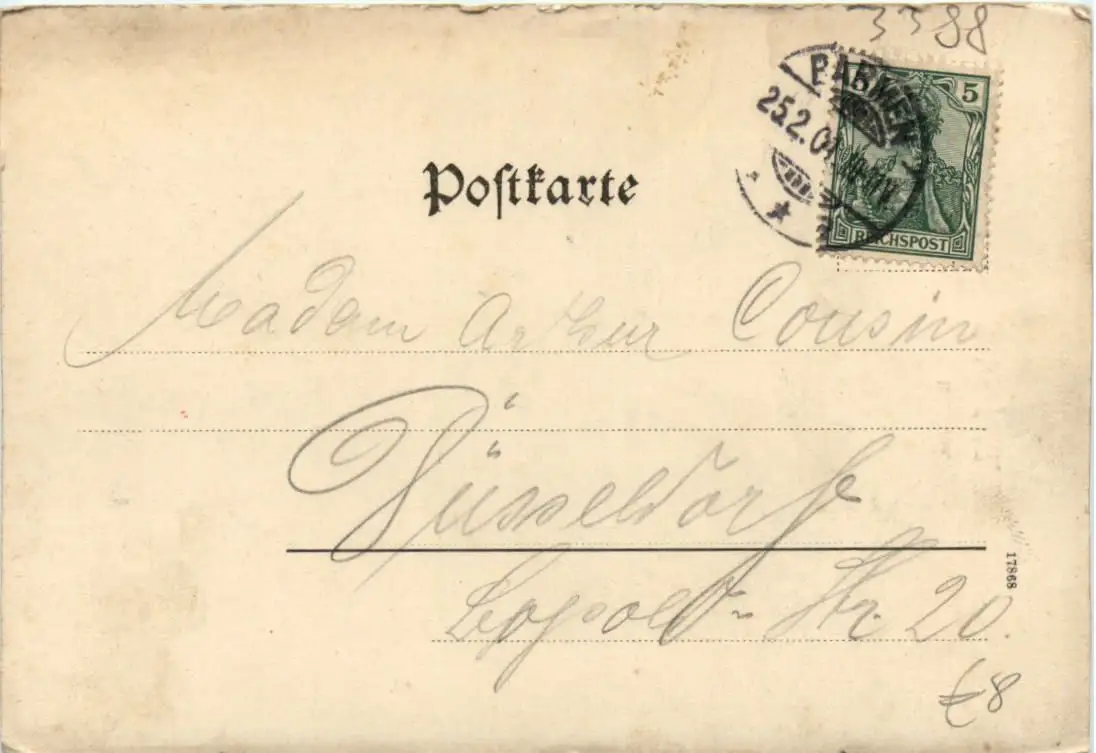 3388
BARMEN
25.2.01
5
REICHSPOST
Postkarte
Madam Arthur Cousin
Düsseldorf
Leopold-Str. 20.
17868
£8